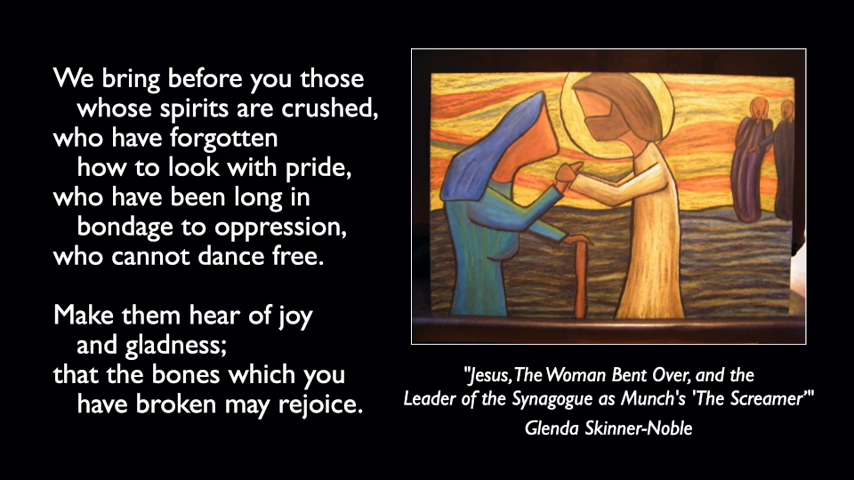 We bring before you those
whose spirits are crushed,
who have forgotten
how to look with pride,
who have been long in
bondage to oppression,
who cannot dance free.
Make them hear of joy
and gladness;
that the bones which you
have broken may rejoice.
"Jesus, The Woman Bent Over, and the
Leader of the Synagogue as Munch's 'The Screamer'"
Glenda Skinner-Noble